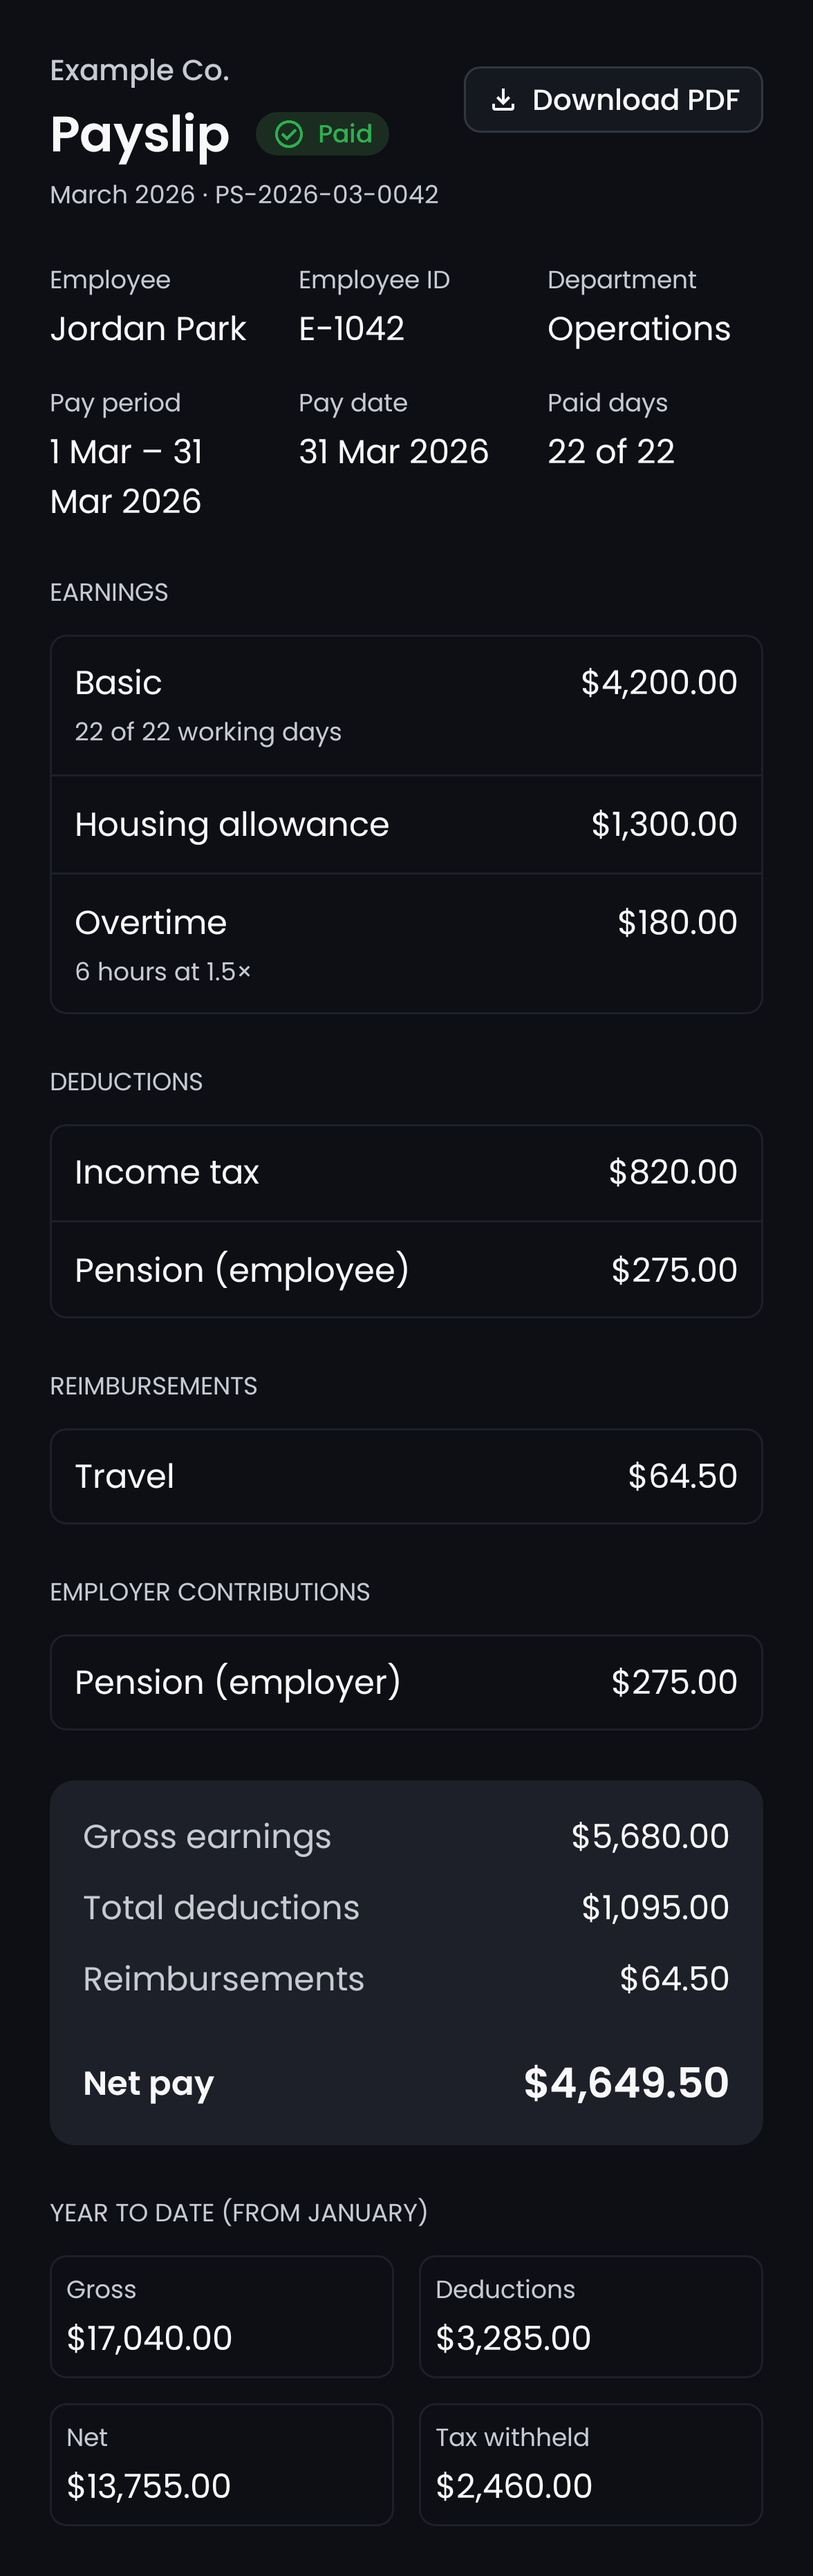 Example Co.
Download PDF
Payslip
Paid
March 2026 · PS-2026-03-0042
Employee
Employee ID
Department
Jordan Park
E-1042
Operations
Pay period
Pay date
Paid days
1 Mar – 31
Mar 2026
31 Mar 2026
22 of 22
EARNINGS
Basic $4,200.00
22 of 22 working days
Housing allowance $1,300.00
Overtime $180.00
6 hours at 1.5×
DEDUCTIONS
Income tax $820.00
Pension (employee) $275.00
REIMBURSEMENTS
Travel $64.50
EMPLOYER CONTRIBUTIONS
Pension (employer) $275.00
Gross earnings $5,680.00
Total deductions $1,095.00
Reimbursements $64.50
Net pay $4,649.50
YEAR TO DATE (FROM JANUARY)
Gross
Deductions
$17,040.00
$3,285.00
Net
Tax withheld
$13,755.00
$2,460.00